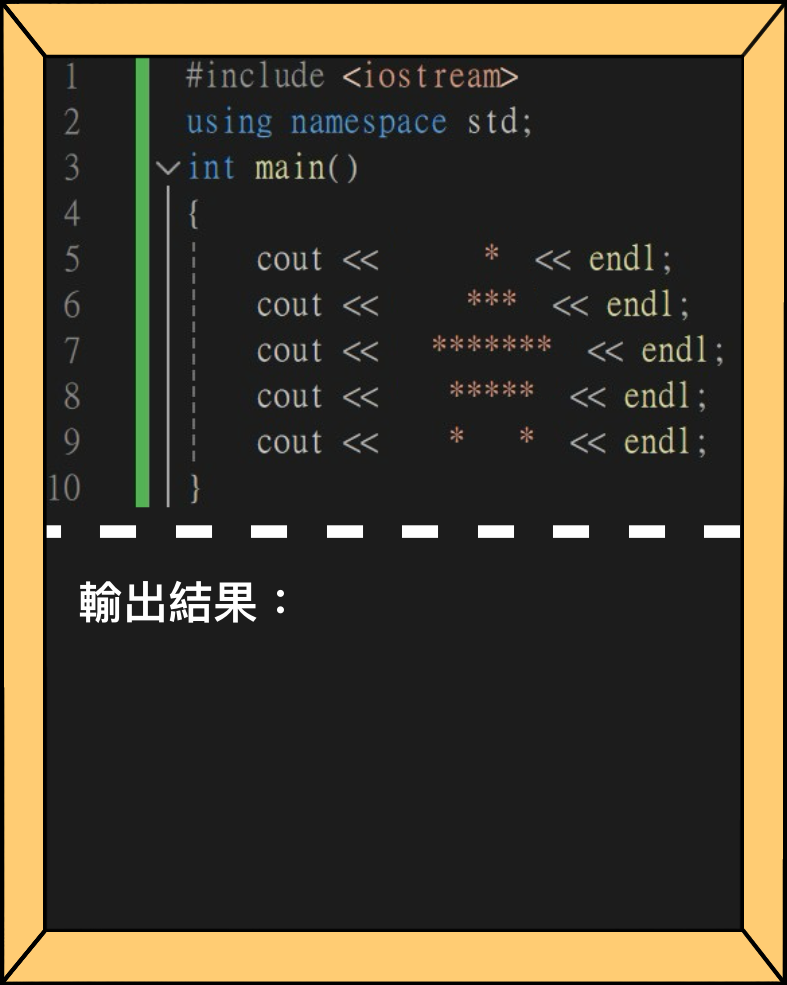 1 #include <iostream>
2 using namespace std;
3 int main()
4 {
5     cout <<      *  << endl;
6     cout <<     ***  << endl;
7     cout <<   *******  << endl;
8     cout <<    *****  << endl;
9     cout <<    *   *  << endl;
10 }
輸出結果：